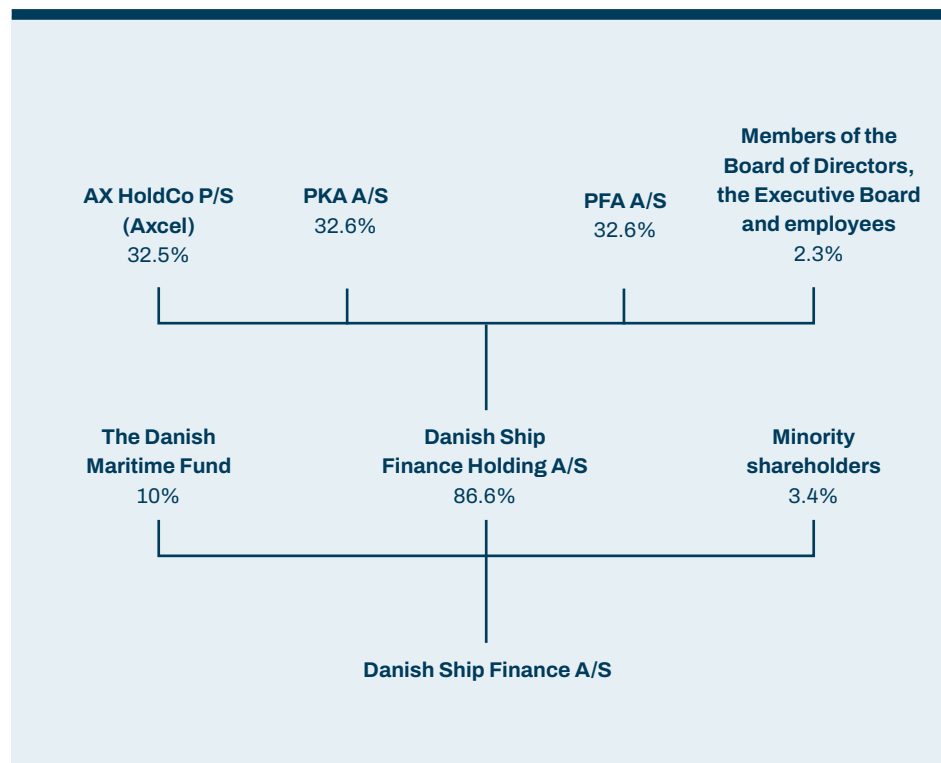 AX HoldCo P/S
(Axcel)
32.5%
PKA A/S
32.6%
PFA A/S
32.6%
Members of the
Board of Directors,
the Executive Board
and employees
2.3%
The Danish
Maritime Fund
10%
Danish Ship
Finance Holding A/S
86.6%
Minority
shareholders
3.4%
Danish Ship Finance A/S